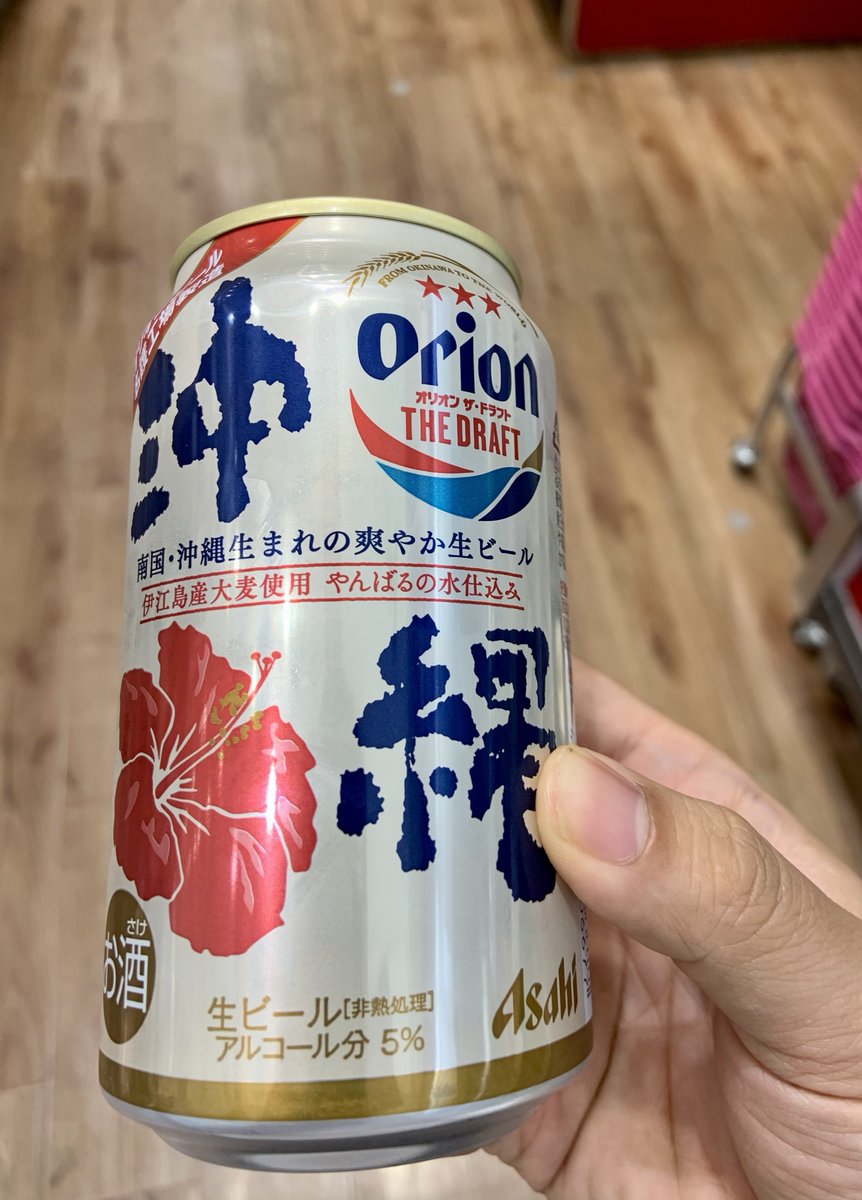 FROM OKINAWA TO THE WORLD
orion
オリオン ザ・ドラフト
THE DRAFT
沖
縄
南国・沖縄生まれの爽やか生ビール
伊江島産大麦使用 やんばるの水仕込み
さけ
お酒
生ビール[非熱処理]
アルコール分 5%
Asahi